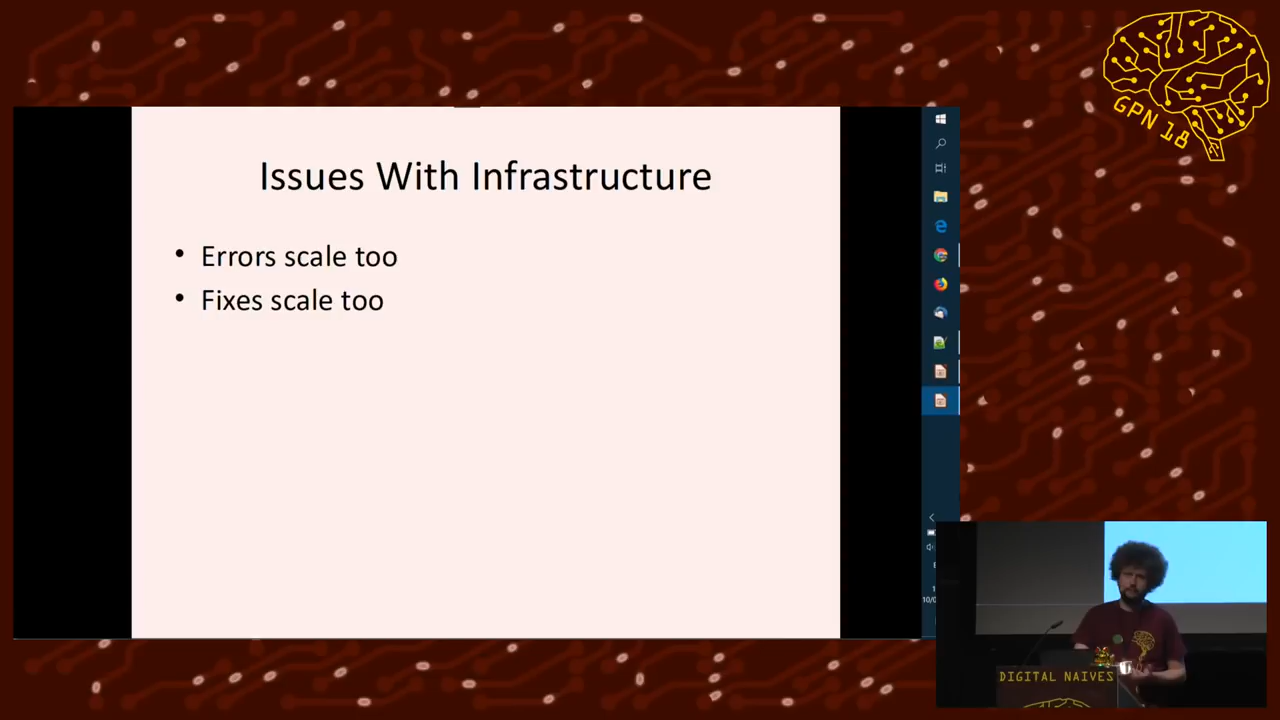 GPN 18
Issues With Infrastructure
• Errors scale too
• Fixes scale too
DIGITAL NAIVES